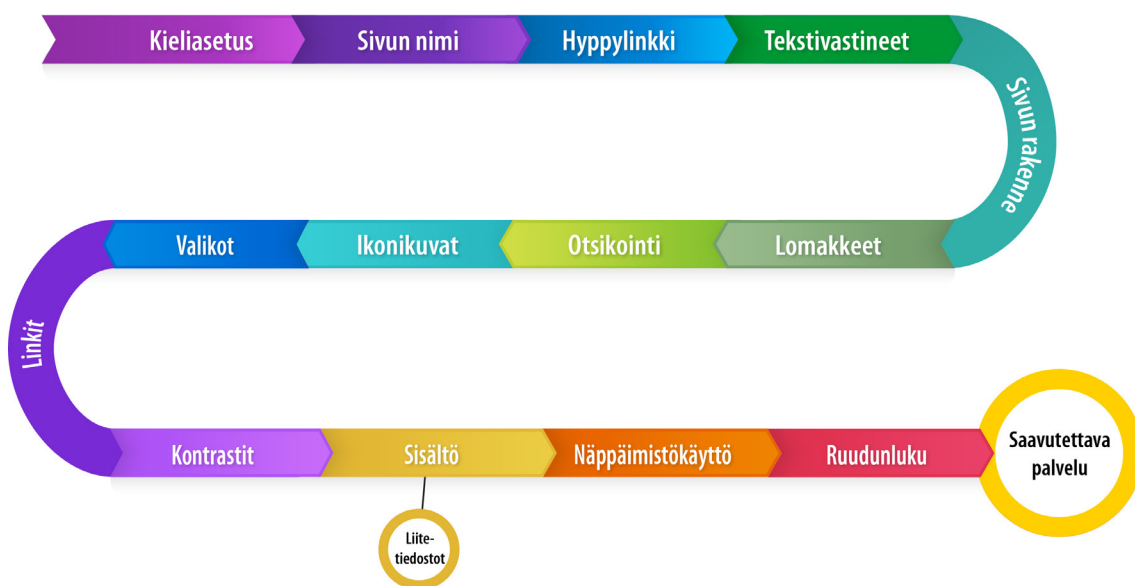 Kieliasetus
Sivun nimi
Hyppylinkki
Tekstivastineet
Sivun rakenne
Lomakkeet
Otsikointi
Ikonikuvat
Valikot
Linkit
Kontrastit
Sisältö
Liite-
tiedostot
Näppäimistökäyttö
Ruudunluku
Saavutettava
palvelu